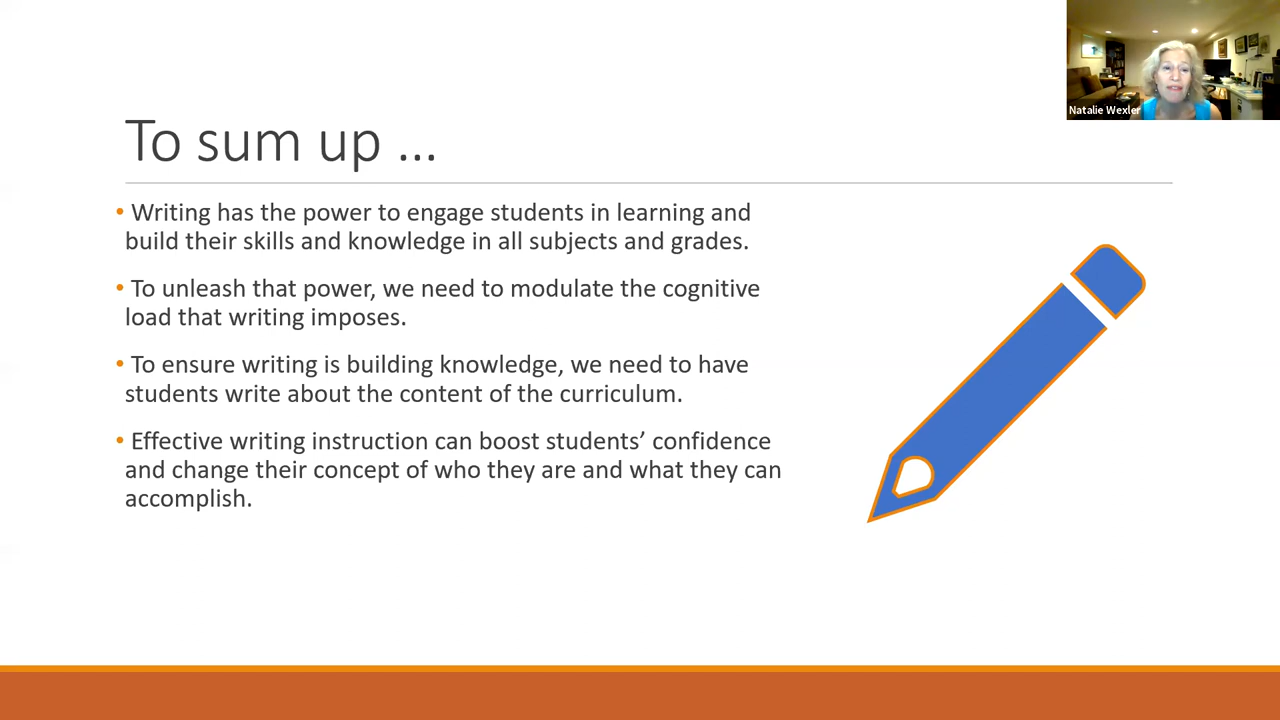 Natalie Wexler
To sum up ...
• Writing has the power to engage students in learning and
build their skills and knowledge in all subjects and grades.
• To unleash that power, we need to modulate the cognitive
load that writing imposes.
• To ensure writing is building knowledge, we need to have
students write about the content of the curriculum.
• Effective writing instruction can boost students’ confidence
and change their concept of who they are and what they can
accomplish.